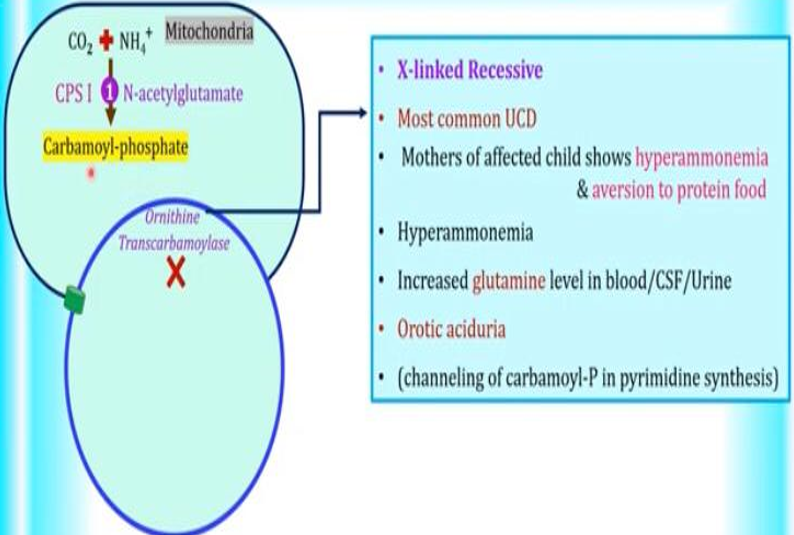 CO₂ + NH₄⁺ Mitochondria
CPS I 1 N-acetylglutamate
Carbamoyl-phosphate
Ornithine
Transcarbamoylase
• X-linked Recessive
• Most common UCD
• Mothers of affected child shows hyperammonemia
& aversion to protein food
• Hyperammonemia
• Increased glutamine level in blood/CSF/Urine
• Orotic aciduria
• (channeling of carbamoyl-P in pyrimidine synthesis)